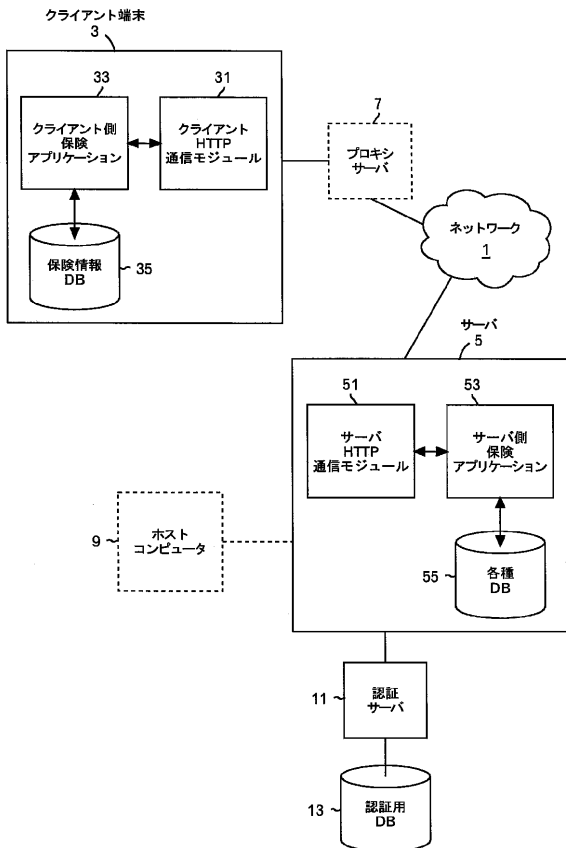 クライアント端末
3
33
クライアント側
保険
アプリケーション
31
クライアント
HTTP
通信モジュール
保険情報
DB
35
7
プロキシ
サーバ
ネットワーク
1
サーバ
5
51
サーバ
HTTP
通信モジュール
53
サーバ側
保険
アプリケーション
各種
DB
55
9
ホスト
コンピュータ
11
認証
サーバ
13
認証用
DB